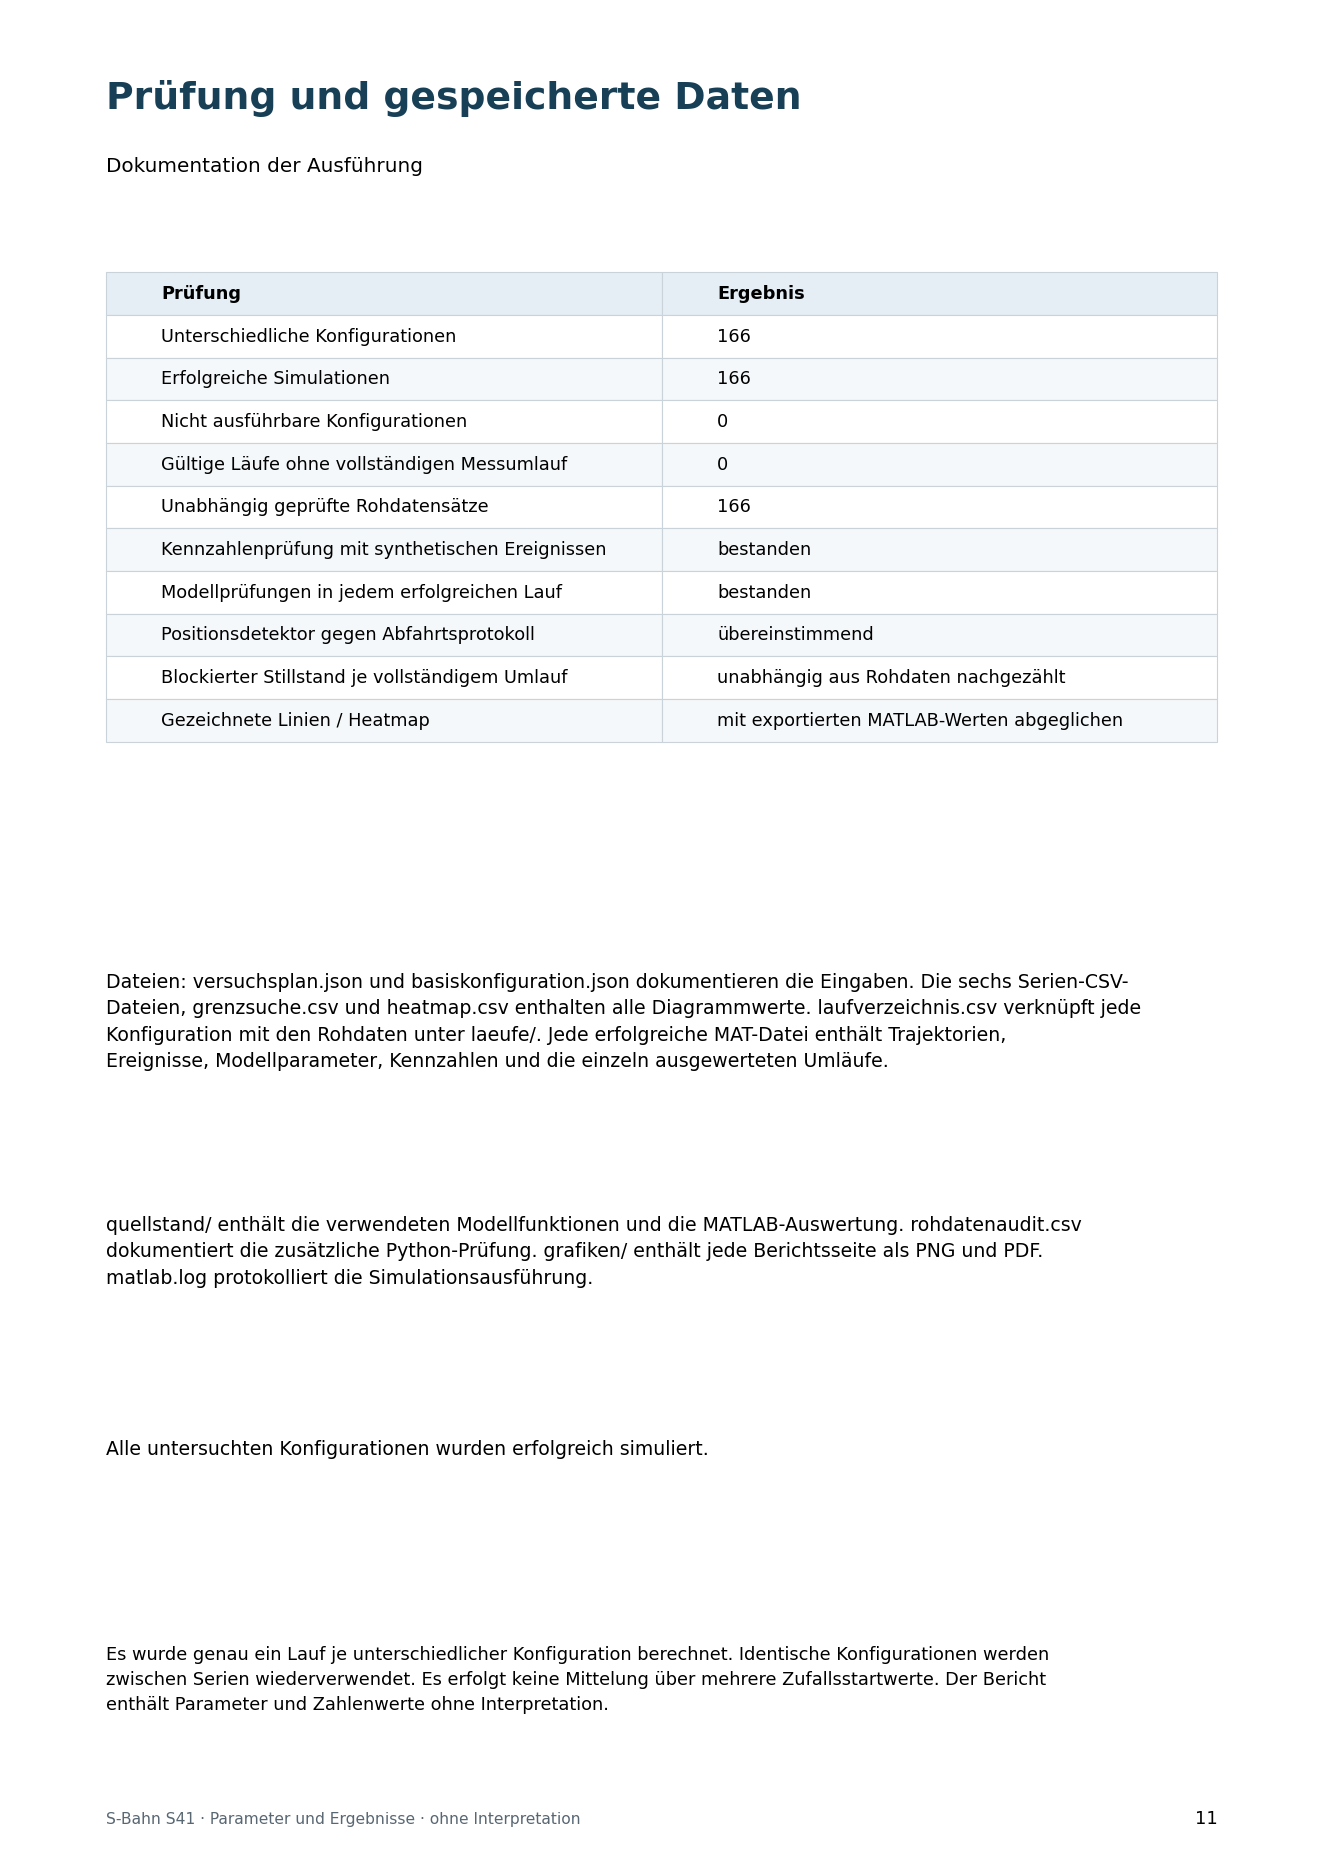 Prüfung und gespeicherte Daten
Dokumentation der Ausführung
Prüfung Ergebnis
Unterschiedliche Konfigurationen 166
Erfolgreiche Simulationen 166
Nicht ausführbare Konfigurationen 0
Gültige Läufe ohne vollständigen Messumlauf 0
Unabhängig geprüfte Rohdatensätze 166
Kennzahlenprüfung mit synthetischen Ereignissen bestanden
Modellprüfungen in jedem erfolgreichen Lauf bestanden
Positionsdetektor gegen Abfahrtsprotokoll übereinstimmend
Blockierter Stillstand je vollständigem Umlauf unabhängig aus Rohdaten nachgezählt
Gezeichnete Linien / Heatmap mit exportierten MATLAB-Werten abgeglichen
Dateien: versuchsplan.json und basiskonfiguration.json dokumentieren die Eingaben. Die sechs Serien-CSV-
Dateien, grenzsuche.csv und heatmap.csv enthalten alle Diagrammwerte. laufverzeichnis.csv verknüpft jede
Konfiguration mit den Rohdaten unter laeufe/. Jede erfolgreiche MAT-Datei enthält Trajektorien,
Ereignisse, Modellparameter, Kennzahlen und die einzeln ausgewerteten Umläufe.
quellstand/ enthält die verwendeten Modellfunktionen und die MATLAB-Auswertung. rohdatenaudit.csv
dokumentiert die zusätzliche Python-Prüfung. grafiken/ enthält jede Berichtsseite als PNG und PDF.
matlab.log protokolliert die Simulationsausführung.
Alle untersuchten Konfigurationen wurden erfolgreich simuliert.
Es wurde genau ein Lauf je unterschiedlicher Konfiguration berechnet. Identische Konfigurationen werden
zwischen Serien wiederverwendet. Es erfolgt keine Mittelung über mehrere Zufallsstartwerte. Der Bericht
enthält Parameter und Zahlenwerte ohne Interpretation.
S-Bahn S41 · Parameter und Ergebnisse · ohne Interpretation 11